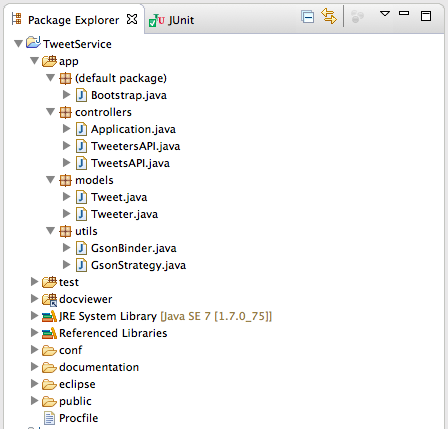 Package Explorer JUnit
TweetService
app
(default package)
Bootstrap.java
controllers
Application.java
TweetersAPI.java
TweetsAPI.java
models
Tweet.java
Tweeter.java
utils
GsonBinder.java
GsonStrategy.java
test
docviewer
JRE System Library [Java SE 7 [1.7.0_75]]
Referenced Libraries
conf
documentation
eclipse
public
Procfile